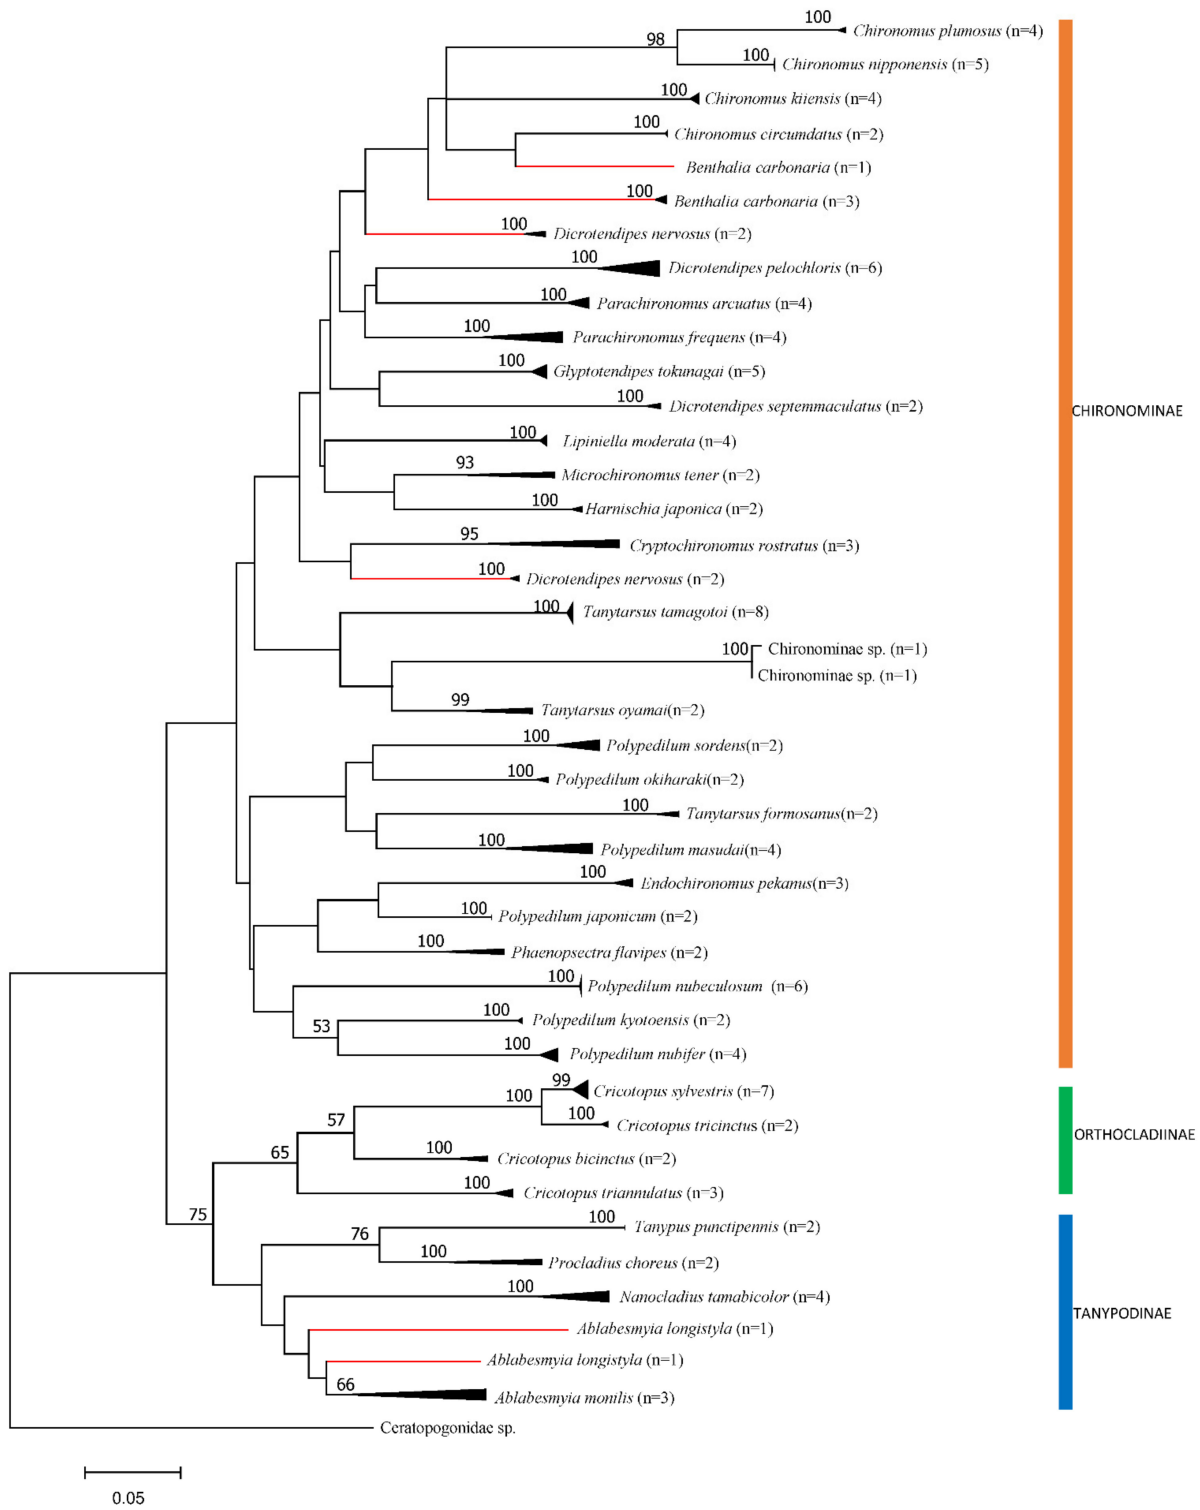 100
Chironomus plumosus (n=4)
98
100
Chironomus nipponensis (n=5)
100
Chironomus kiiensis (n=4)
100
Chironomus circumdatus (n=2)
Benthalia carbonaria (n=1)
100
Benthalia carbonaria (n=3)
100
Dicrotendipes nervosus (n=2)
100
Dicrotendipes pelochloris (n=6)
100
Parachironomus arcuatus (n=4)
100
Parachironomus frequens (n=4)
100
Glyptotendipes tokunagai (n=5)
100
Dicrotendipes septemmaculatus (n=2)
CHIRONOMINAE
100
Lipiniella moderata (n=4)
93
Microchironomus tener (n=2)
100
Harnischia japonica (n=2)
95
Cryptochironomus rostratus (n=3)
100
Dicrotendipes nervosus (n=2)
100
Tanytarsus tamagotoi (n=8)
100
Chironominae sp. (n=1)
Chironominae sp. (n=1)
99
Tanytarsus oyamai(n=2)
100
Polypedilum sordens(n=2)
100
Polypedilum okiharaki(n=2)
100
Tanytarsus formosanus(n=2)
100
Polypedilum masudai(n=4)
100
Endochironomus pekanus(n=3)
100
Polypedilum japonicum (n=2)
100
Phaenopsectra flavipes (n=2)
100
Polypedilum nubeculosum (n=6)
100
Polypedilum kyotoensis (n=2)
53
100
Polypedilum nubifer (n=4)
99
Cricotopus sylvestris (n=7)
100
100
Cricotopus tricinctus (n=2)
57
ORTHOCLADIINAE
100
Cricotopus bicinctus (n=2)
65
100
Cricotopus triannulatus (n=3)
75
100
Tanypus punctipennis (n=2)
76
100
Procladius choreus (n=2)
100
Nanocladius tamabicolor (n=4)
TANYPODINAE
Ablabesmyia longistyla (n=1)
Ablabesmyia longistyla (n=1)
66
Ablabesmyia monilis (n=3)
Ceratopogonidae sp.
0.05